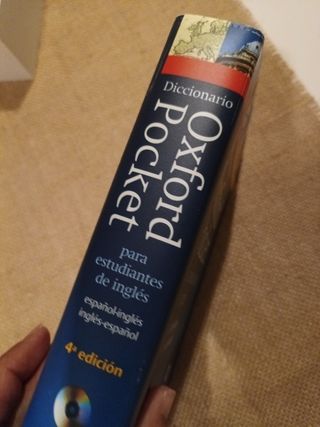 Diccionario
Oxford
Pocket
para
estudiantes
de inglés
español-inglés
inglés-español
4ª edición